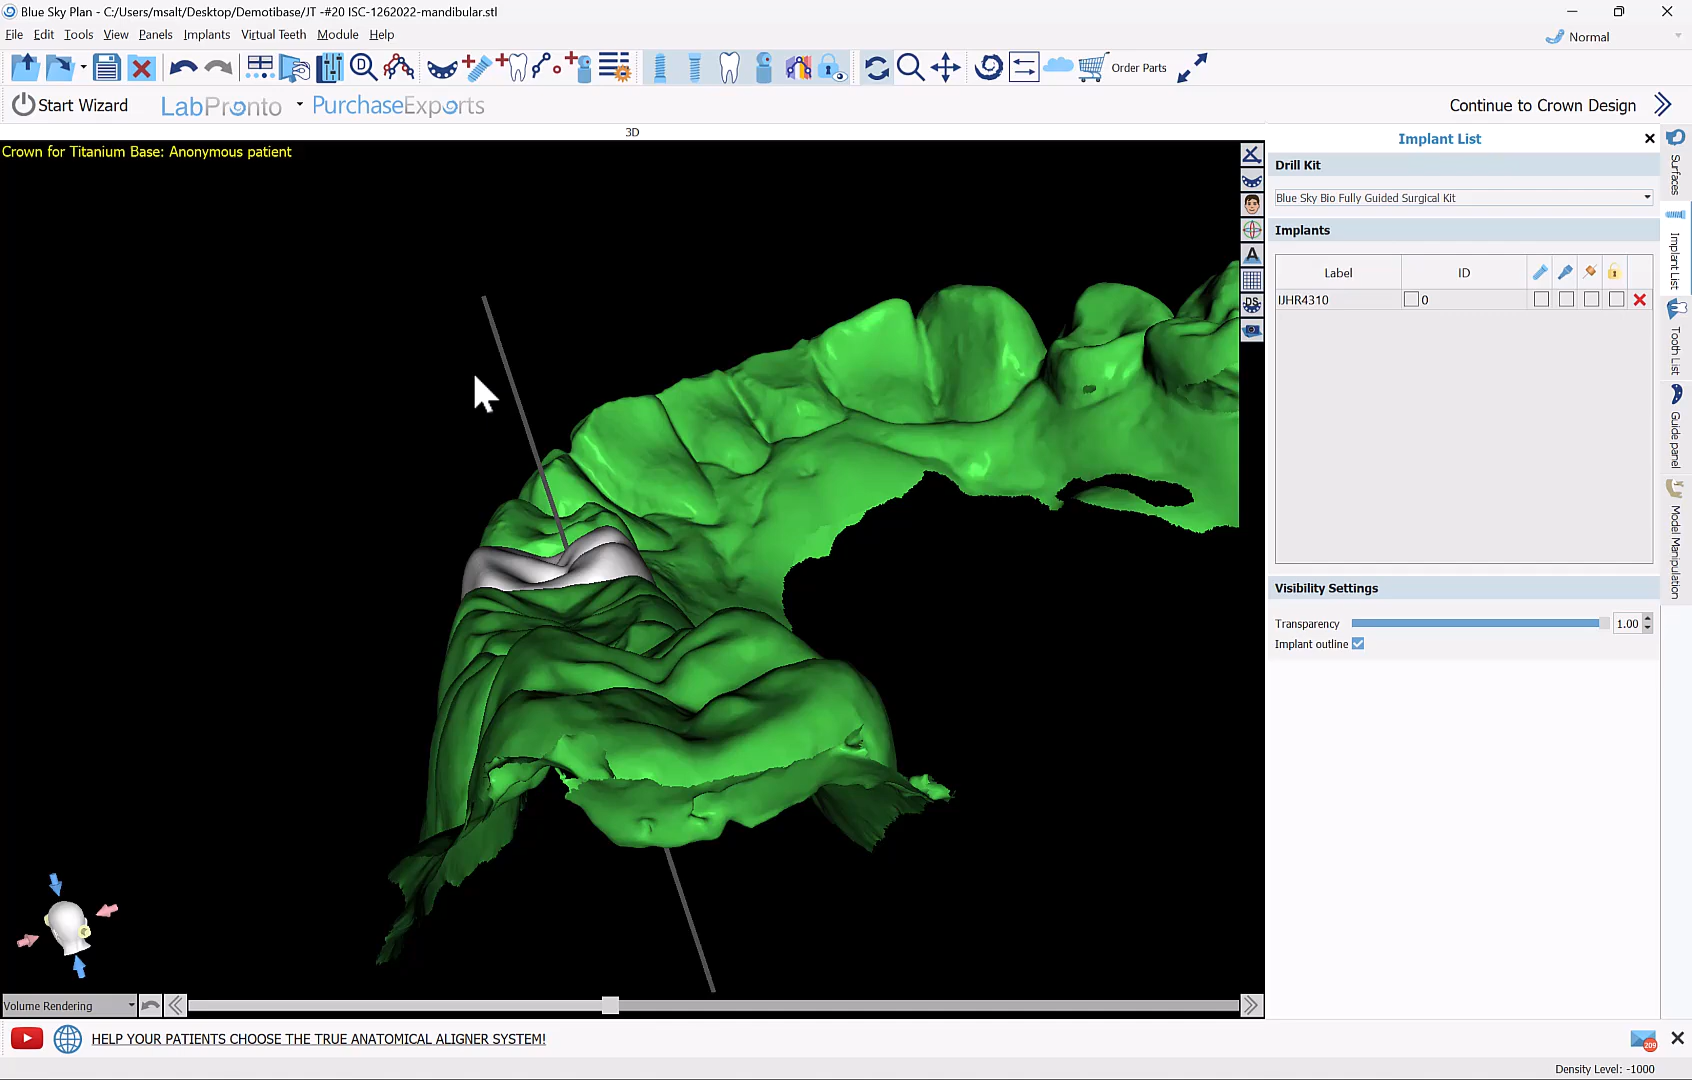 Blue Sky Plan - C:/Users/msalt/Desktop/Demotibase/JT -#20 ISC-1262022-mandibular.stl
File Edit Tools View Panels Implants Virtual Teeth Module Help
Normal
Order Parts
Start Wizard LabPronto PurchaseExports
Continue to Crown Design
3D
Crown for Titanium Base: Anonymous patient
Implant List
Drill Kit
Blue Sky Bio Fully Guided Surgical Kit
Implants
Label ID
IJHR4310 0
Visibility Settings
Transparency 1.00
Implant outline
Surfaces
Implant List
Tooth List
Guide panel
Model Manipulation
A
DS
D
Volume Rendering
HELP YOUR PATIENTS CHOOSE THE TRUE ANATOMICAL ALIGNER SYSTEM!
209
Density Level: -1000